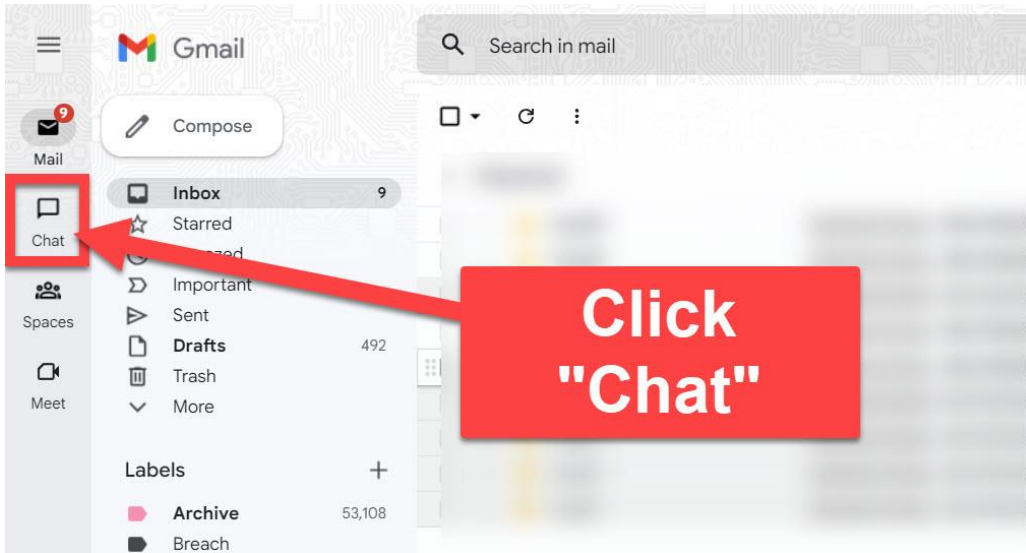 Gmail
Search in mail
9
Mail
Compose
Inbox 9
Chat
Starred
Important
Spaces
Sent
Drafts 492
Trash
Meet
More
Click
"Chat"
Labels +
Archive 53,108
Breach